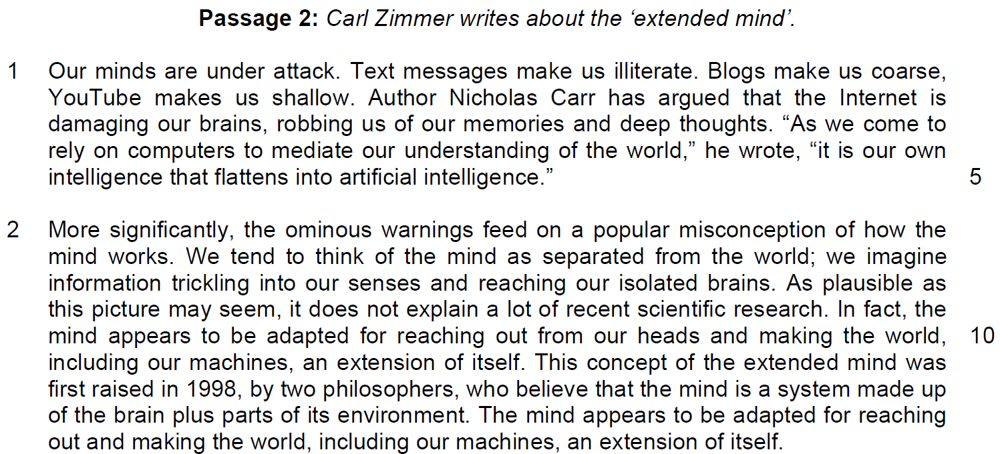 Passage 2: Carl Zimmer writes about the ‘extended mind’.
1 Our minds are under attack. Text messages make us illiterate. Blogs make us coarse,
YouTube makes us shallow. Author Nicholas Carr has argued that the Internet is
damaging our brains, robbing us of our memories and deep thoughts. “As we come to
rely on computers to mediate our understanding of the world,” he wrote, “it is our own
intelligence that flattens into artificial intelligence.” 5
2 More significantly, the ominous warnings feed on a popular misconception of how the
mind works. We tend to think of the mind as separated from the world; we imagine
information trickling into our senses and reaching our isolated brains. As plausible as
this picture may seem, it does not explain a lot of recent scientific research. In fact, the
mind appears to be adapted for reaching out from our heads and making the world, 10
including our machines, an extension of itself. This concept of the extended mind was
first raised in 1998, by two philosophers, who believe that the mind is a system made up
of the brain plus parts of its environment. The mind appears to be adapted for reaching
out and making the world, including our machines, an extension of itself.